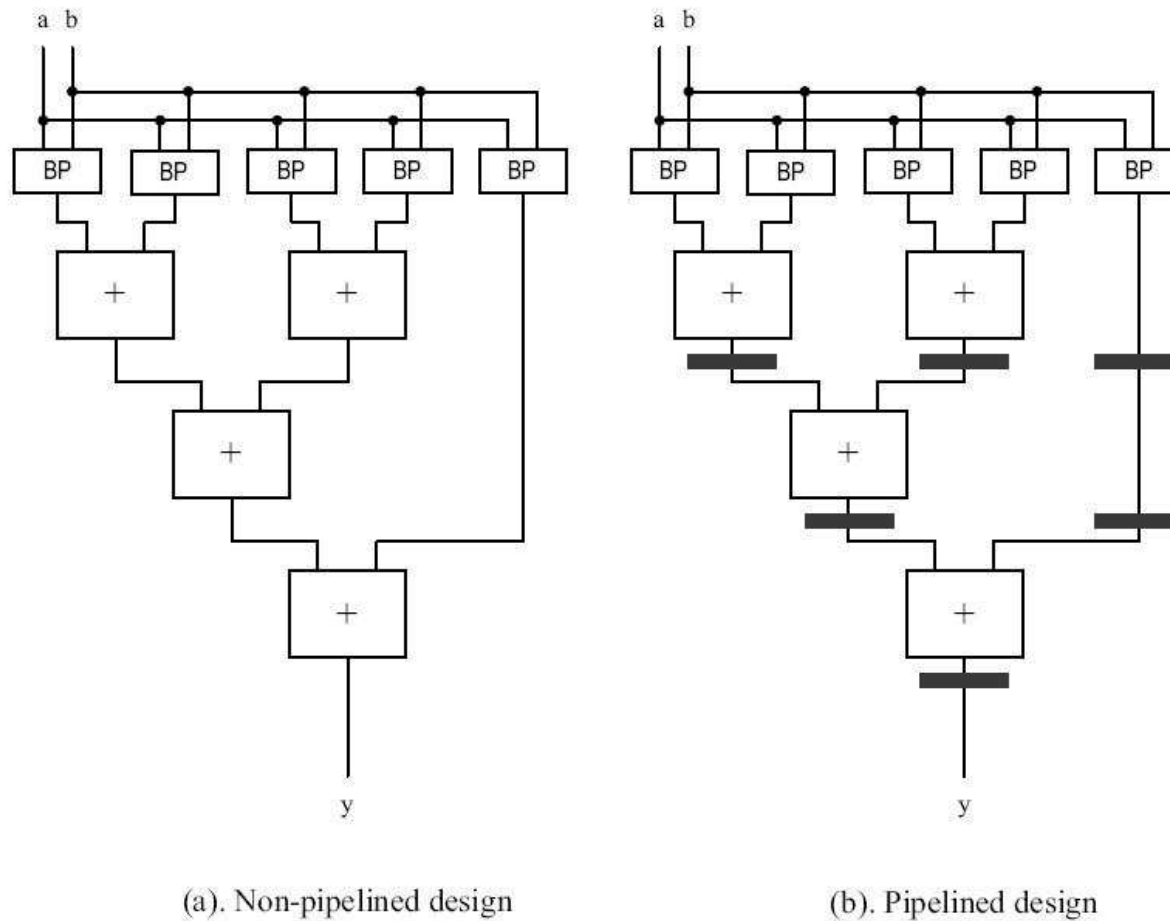 a b a b
BP BP BP BP BP BP BP BP BP BP
+ + + +
+ +
+ +
y y
(a). Non-pipelined design (b). Pipelined design